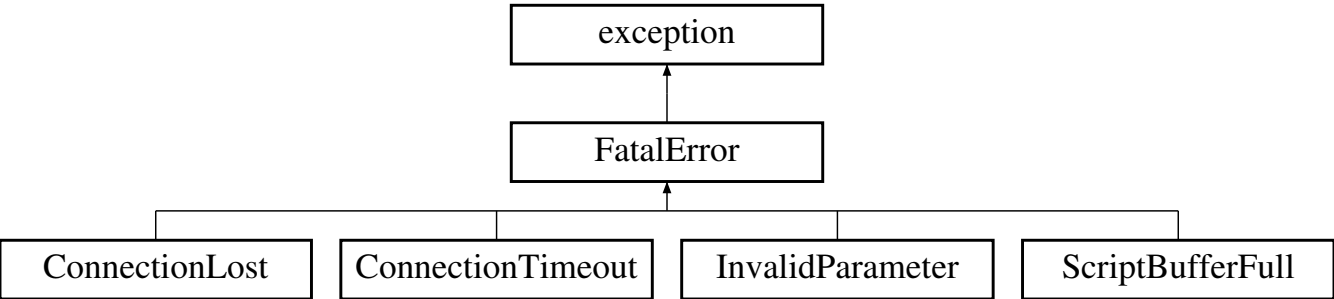 exception
FatalError
ConnectionLost
ConnectionTimeout
InvalidParameter
ScriptBufferFull